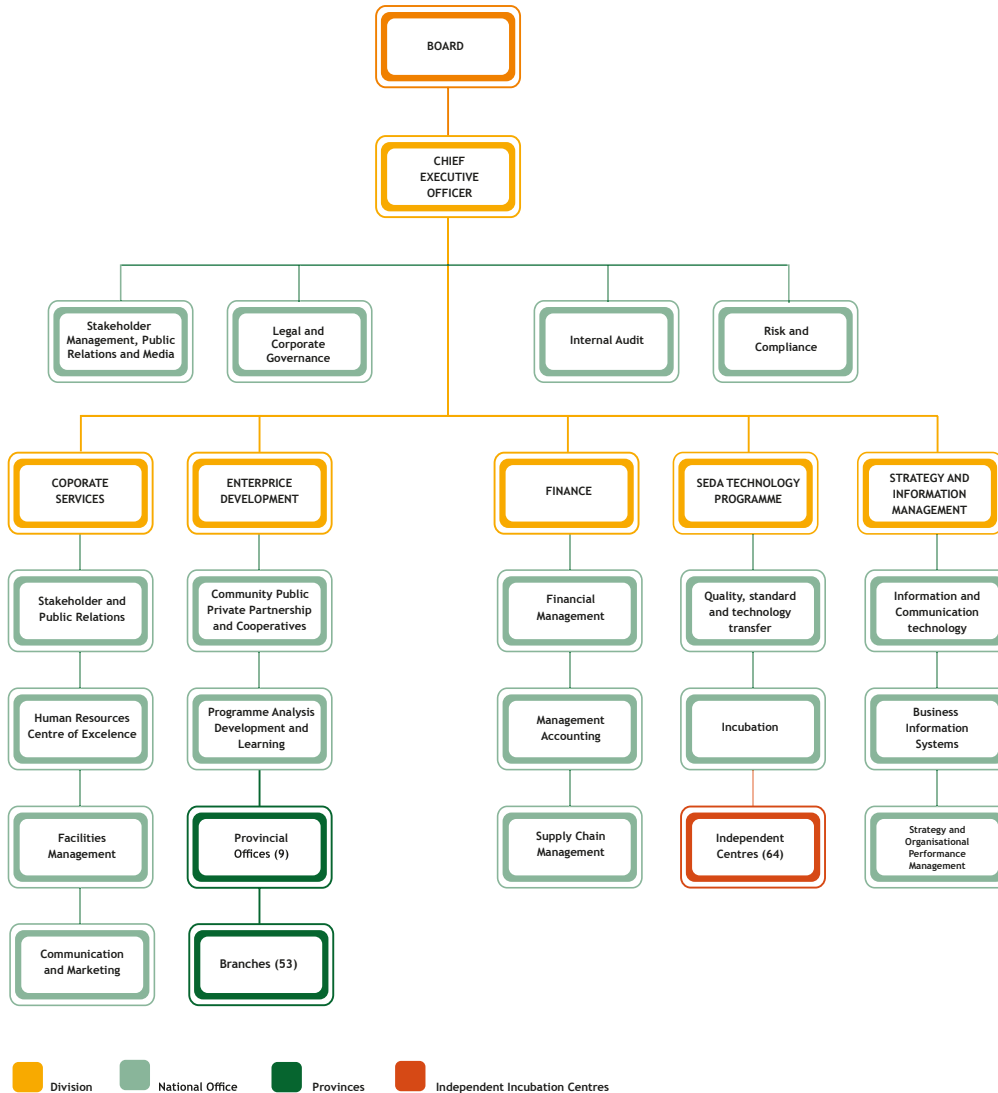 BOARD
CHIEF
EXECUTIVE
OFFICER
Stakeholder
Management, Public
Relations and Media
Legal and
Corporate
Governance
Internal Audit
Risk and
Compliance
COPORATE
SERVICES
ENTERPRICE
DEVELOPMENT
FINANCE
SEDA TECHNOLOGY
PROGRAMME
STRATEGY AND
INFORMATION
MANAGEMENT
Stakeholder and
Public Relations
Community Public
Private Partnership
and Cooperatives
Financial
Management
Quality, standard
and technology
transfer
Information and
Communication
technology
Human Resources
Centre of Excelence
Programme Analysis
Development and
Learning
Management
Accounting
Incubation
Business
Information
Systems
Facilities
Management
Provincial
Offices (9)
Supply Chain
Management
Independent
Centres (64)
Strategy and
Organisational
Performance
Management
Communication
and Marketing
Branches (53)
Division
National Office
Provinces
Independent Incubation Centres